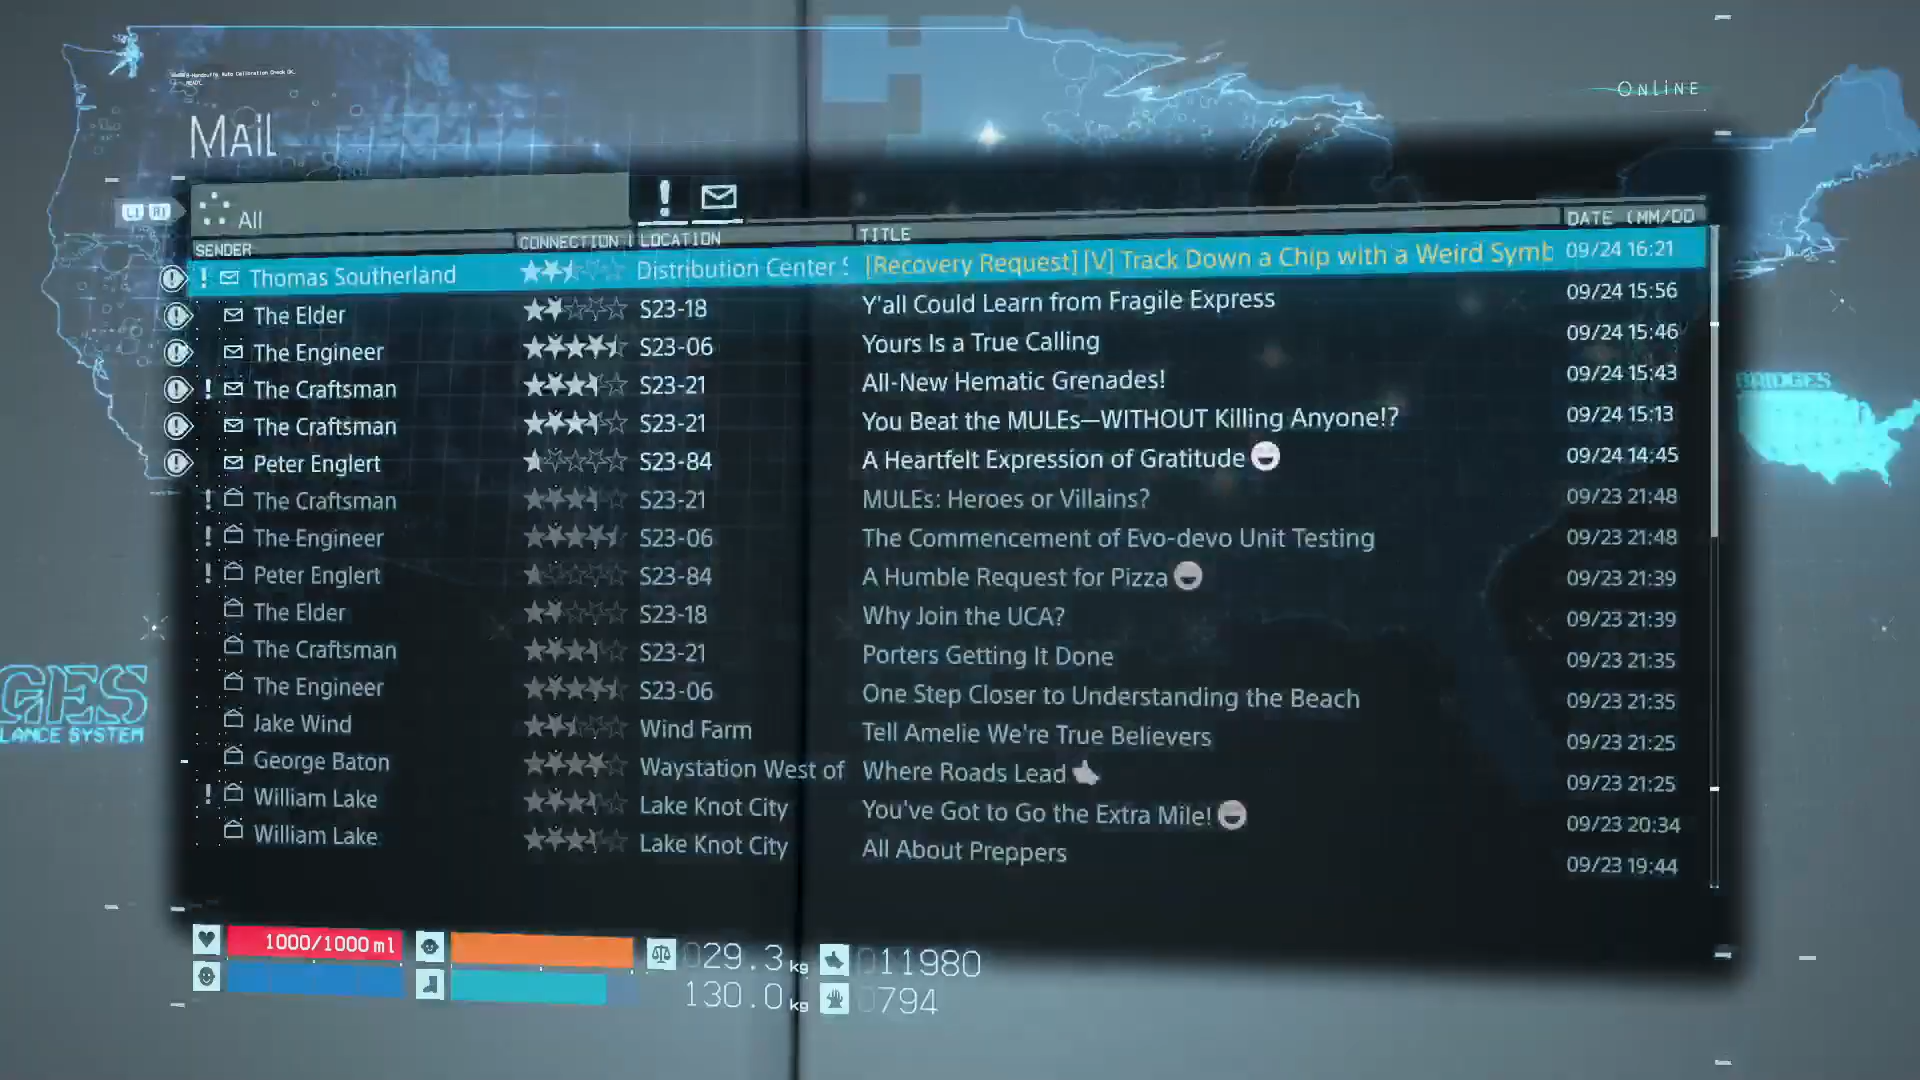 READY.
ONLINE
MAIL
L1 R1
All
SENDER CONNECTION LOCATION TITLE DATE (MM/DD
! Thomas Southerland Distribution Center S [Recovery Request] [V] Track Down a Chip with a Weird Symb 09/24 16:21
The Elder S23-18 Y'all Could Learn from Fragile Express 09/24 15:56
The Engineer S23-06 Yours Is a True Calling 09/24 15:46
! The Craftsman S23-21 All-New Hematic Grenades! 09/24 15:43
The Craftsman S23-21 You Beat the MULEs—WITHOUT Killing Anyone!? 09/24 15:13
Peter Englert S23-84 A Heartfelt Expression of Gratitude 09/24 14:45
! The Craftsman S23-21 MULEs: Heroes or Villains? 09/23 21:48
! The Engineer S23-06 The Commencement of Evo-devo Unit Testing 09/23 21:48
! Peter Englert S23-84 A Humble Request for Pizza 09/23 21:39
The Elder S23-18 Why Join the UCA? 09/23 21:39
The Craftsman S23-21 Porters Getting It Done 09/23 21:35
The Engineer S23-06 One Step Closer to Understanding the Beach 09/23 21:35
Jake Wind Wind Farm Tell Amelie We're True Believers 09/23 21:25
George Baton Waystation West of Where Roads Lead 09/23 21:25
! William Lake Lake Knot City You've Got to Go the Extra Mile! 09/23 20:34
William Lake Lake Knot City All About Preppers 09/23 19:44
BRIDGES
GES
LANCE SYSTEM
1000/1000 ml 029.3 kg 011980
130.0 kg 0794